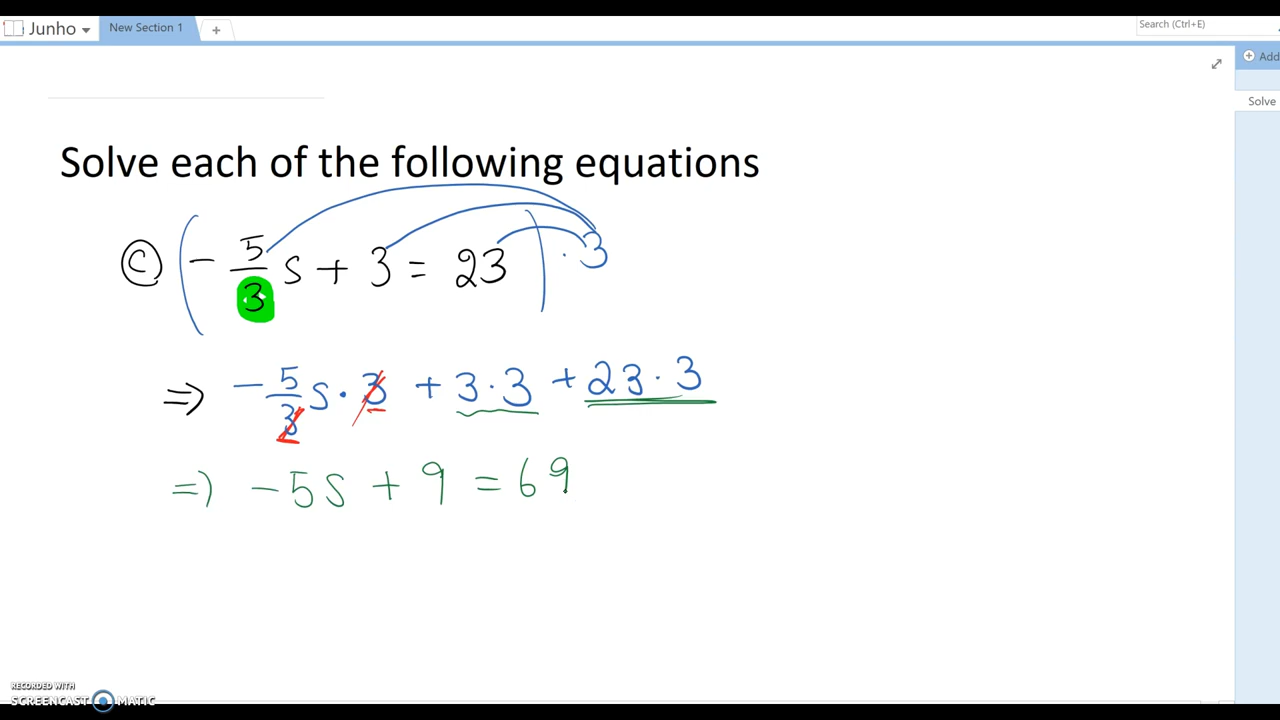 Junho New Section 1 + Search (Ctrl+E)
Add
Solve
Solve each of the following equations
ⓒ (- 5/3 s + 3 = 23) · 3
⇒ - 5/3 s · 3 + 3 · 3 + 23 · 3
⇒ - 5s + 9 = 69
RECORDED WITH
SCREENCAST MATIC